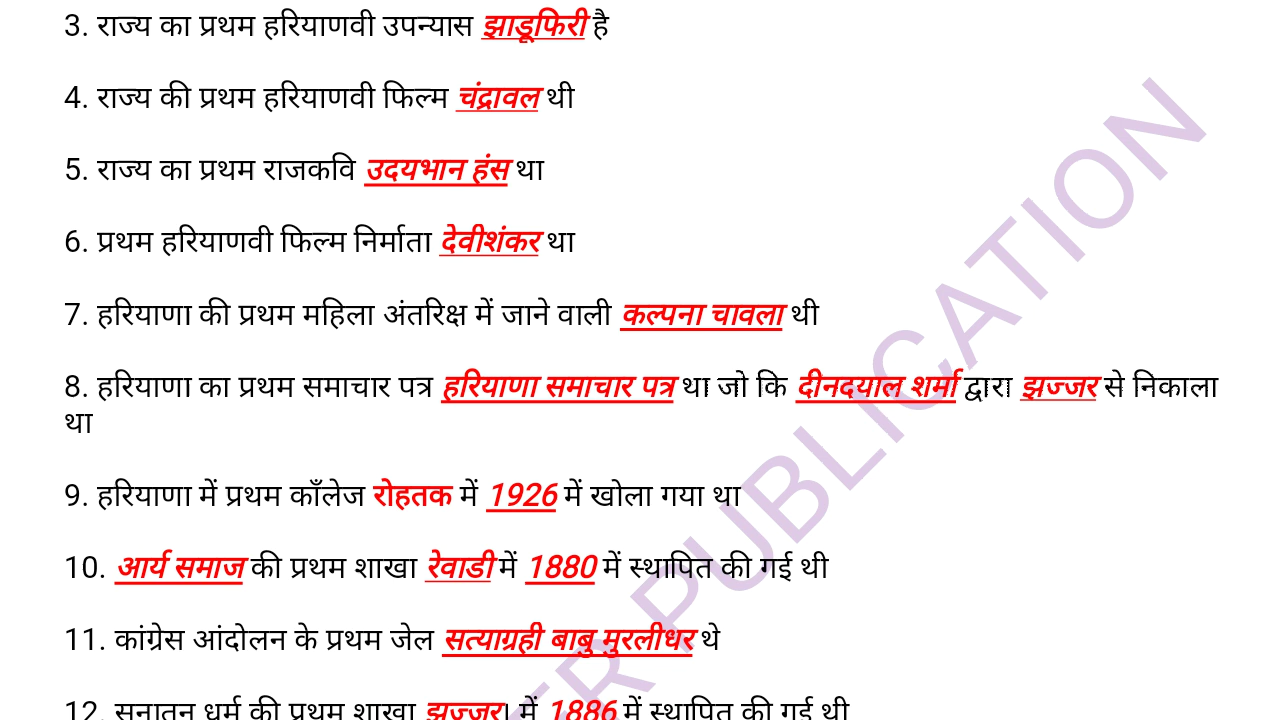 3. राज्य का प्रथम हरियाणवी उपन्यास झाडूफिरी है
4. राज्य की प्रथम हरियाणवी फिल्म चंद्रावल थी
5. राज्य का प्रथम राजकवि उदयभान हंस था
6. प्रथम हरियाणवी फिल्म निर्माता देवीशंकर था
7. हरियाणा की प्रथम महिला अंतरिक्ष में जाने वाली कल्पना चावला थी
8. हरियाणा का प्रथम समाचार पत्र हरियाणा समाचार पत्र था जो कि दीनदयाल शर्मा द्वारा झज्जर से निकाला
था
9. हरियाणा में प्रथम कॉलेज रोहतक में 1926 में खोला गया था
10. आर्य समाज की प्रथम शाखा रेवाडी में 1880 में स्थापित की गई थी
11. कांग्रेस आंदोलन के प्रथम जेल सत्याग्रही बाबु मुरलीधर थे
12. सनातन धर्म की प्रथम शाखा झज्जर। में 1886 में स्थापित की गई थी
PUBLICATION